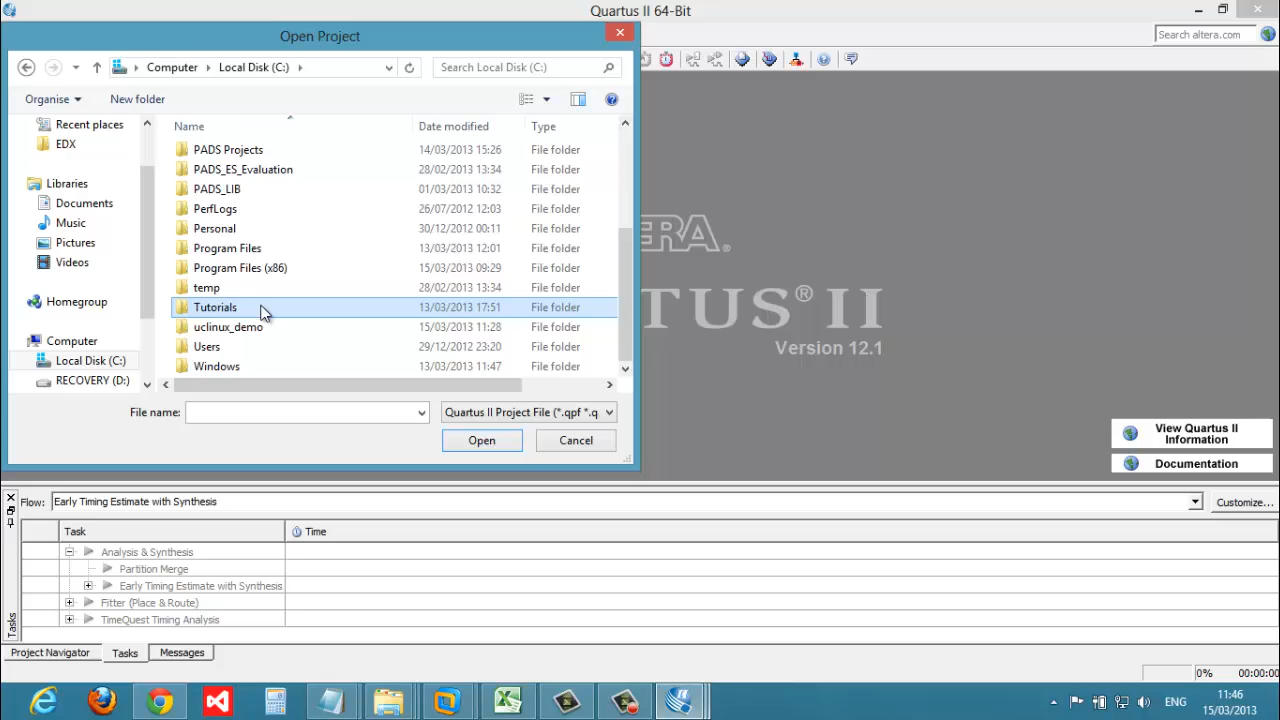 Quartus II 64-Bit
Open Project
Search altera.com
Computer
Local Disk (C:)
Search Local Disk (C:)
Organise
New folder
Name
Date modified
Type
Recent places
EDX
Libraries
Documents
Music
Pictures
Videos
Homegroup
Computer
Local Disk (C:)
RECOVERY (D:)
PADS Projects 14/03/2013 15:26 File folder
PADS_ES_Evaluation 28/02/2013 13:34 File folder
PADS_LIB 01/03/2013 10:32 File folder
PerfLogs 26/07/2012 12:03 File folder
Personal 30/12/2012 00:11 File folder
Program Files 13/03/2013 12:01 File folder
Program Files (x86) 15/03/2013 09:29 File folder
temp 28/02/2013 13:34 File folder
Tutorials 13/03/2013 17:51 File folder
uclinux_demo 15/03/2013 11:28 File folder
Users 29/12/2012 23:20 File folder
Windows 13/03/2013 11:47 File folder
File name:
Quartus II Project File (*.qpf *.q
Open
Cancel
ERA®
TUS® II
Version 12.1
View Quartus II
Information
Documentation
Flow: Early Timing Estimate with Synthesis
Customize...
Task
Time
Analysis & Synthesis
Partition Merge
Early Timing Estimate with Synthesis
Fitter (Place & Route)
TimeQuest Timing Analysis
Tasks
Project Navigator
Tasks
Messages
0% 00:00:00
ENG
11:46
15/03/2013